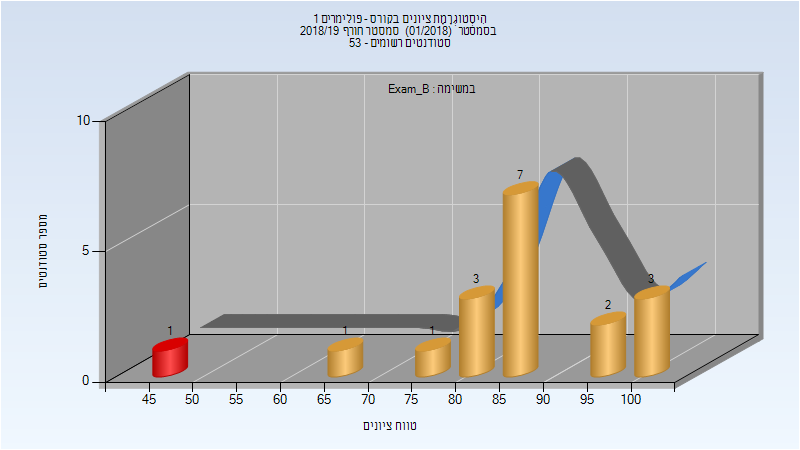 היסטוגרמת ציונים בקורס - פולימרים 1
בסמסטר (01/2018) סמסטר חורף 2018/19
סטודנטים רשומים - 53
במשימה : Exam_B
מספר סטודנטים
10
5
0
1
1
1
3
7
2
3
45 50 55 60 65 70 75 80 85 90 95 100
טווח ציונים